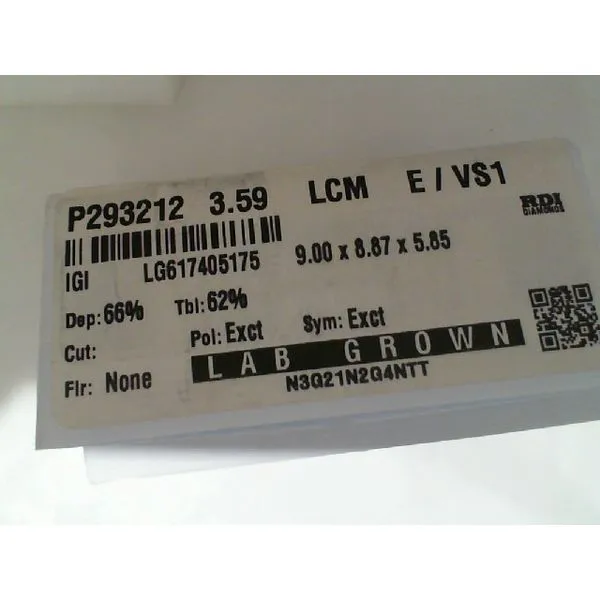 P293212 3.59 LCM E / VS1
RDI
DIAMONDS
IGI LG617405175 9.00 x 8.87 x 5.85
Dep: 66% Tbl: 62%
Cut: Pol: Exct Sym: Exct
LAB GROWN
Flr: None N3Q21N2G4NTT